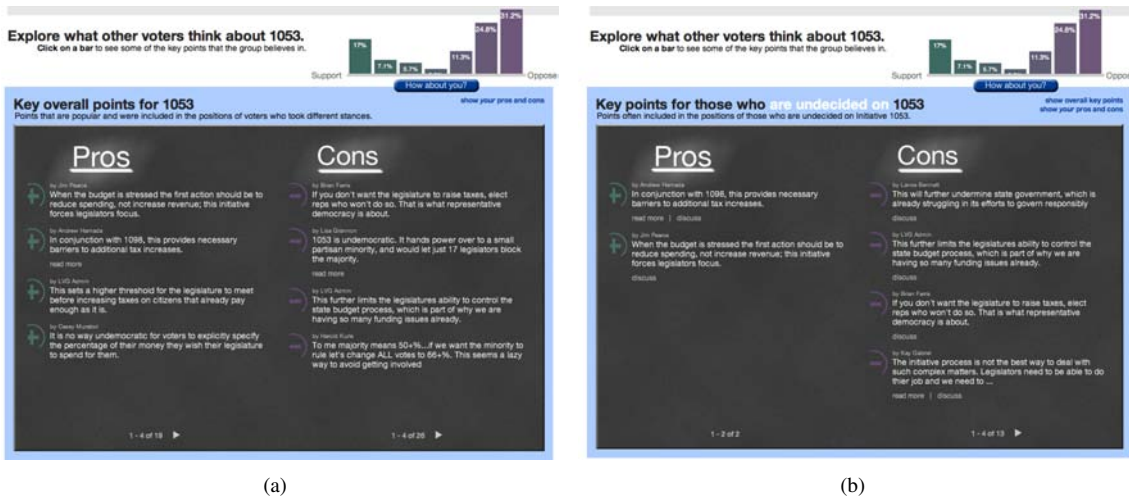 Explore what other voters think about 1053.
Click on a bar to see some of the key points that the group believes in.
17%
7.1%
5.7%
11.3%
24.8%
31.2%
Support
Oppose
How about you?
Key overall points for 1053
show your pros and cons
Points that are popular and were included in the positions of voters who took different stances.
Pros
by Jim Pearce
When the budget is stressed the first action should be to
reduce spending, not increase revenue; this initiative
forces legislators focus.
by Andrew Hamada
In conjunction with 1098, this provides necessary
barriers to additional tax increases.
read more
by LVG Admin
This sets a higher threshold for the legislature to meet
before increasing taxes on citizens that already pay
enough as it is.
by Casey
It is no way undemocratic for voters to explicitly specify
the percentage of their money they wish their legislature
to spend for them.
1 - 4 of 18
Cons
by Brian Farris
If you don't want the legislature to raise taxes, elect
reps who won't do so. That is what representative
democracy is about.
by Lisa
1053 is undemocratic. It hands power over to a small
partisan minority, and would let just 17 legislators block
the majority.
read more
by LVG Admin
This further limits the legislatures ability to control the
state budget process, which is part of why we are
having so many funding issues already.
by
To me majority means 50+%...if we want the minority to
rule let's change ALL votes to 66+%. This seems a lazy
way to avoid getting involved
1 - 4 of 26
(a)
Explore what other voters think about 1053.
Click on a bar to see some of the key points that the group believes in.
17%
7.1%
5.7%
11.3%
24.8%
31.2%
Support
Oppos
How about you?
Key points for those who are undecided on 1053
show overall key points
show your pros and cons
Points often included in the positions of those who are undecided on Initiative 1053.
Pros
by Andrew Hamada
In conjunction with 1098, this provides necessary
barriers to additional tax increases.
read more | discuss
by Jim Pearce
When the budget is stressed the first action should be to
reduce spending, not increase revenue; this initiative
forces legislators focus.
discuss
1 - 2 of 2
Cons
by Lance Bennett
This will further undermine state government, which is
already struggling in its efforts to govern responsibly
discuss
by LVG Admin
This further limits the legislatures ability to control the
state budget process, which is part of why we are
having so many funding issues already.
discuss
by Brian Farris
If you don't want the legislature to raise taxes, elect
reps who won't do so. That is what representative
democracy is about.
discuss
by Kay Gabriel
The initiative process is not the best way to deal with
such complex matters. Legislators need to be able to do
thier job and we need to ...
read more | discuss
1 - 4 of 13
(b)